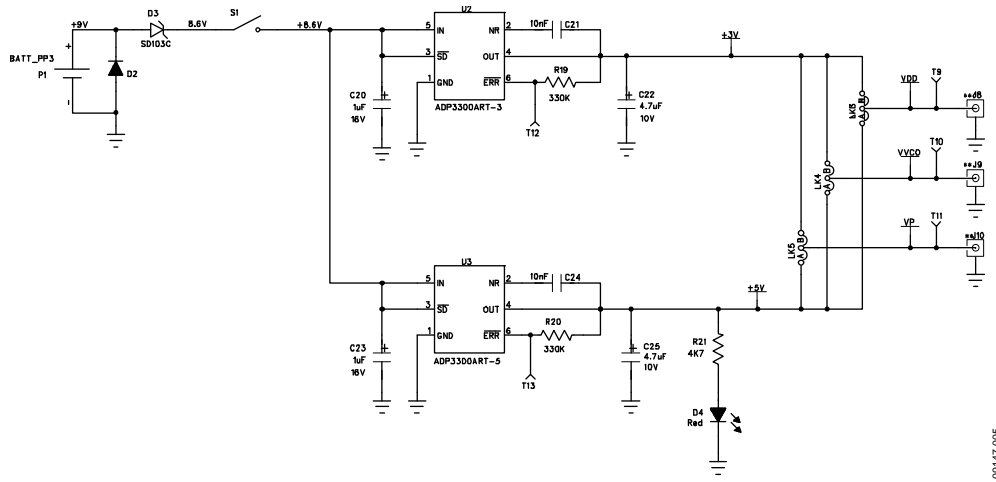 +9V
D3
SD103C
8.6V
S1
+8.6V
BATT_PP3
P1
+
-
D2
U2
5 IN
NR 2
3 SD
OUT 4
1 GND
ERR 6
ADP3300ART-3
10nF
C21
R19
330K
T12
+
C20
1uF
16V
+
C22
4.7uF
10V
+3V
A B
LK4
A B
LK5
A B
VDD
T9
**J8
VVCO
T10
**J9
VP
T11
**J10
U3
5 IN
NR 2
3 SD
OUT 4
1 GND
ERR 6
ADP3300ART-5
10nF
C24
R20
330K
T13
+
C23
1uF
16V
+
C25
4.7uF
10V
+5V
R21
4K7
D4
Red